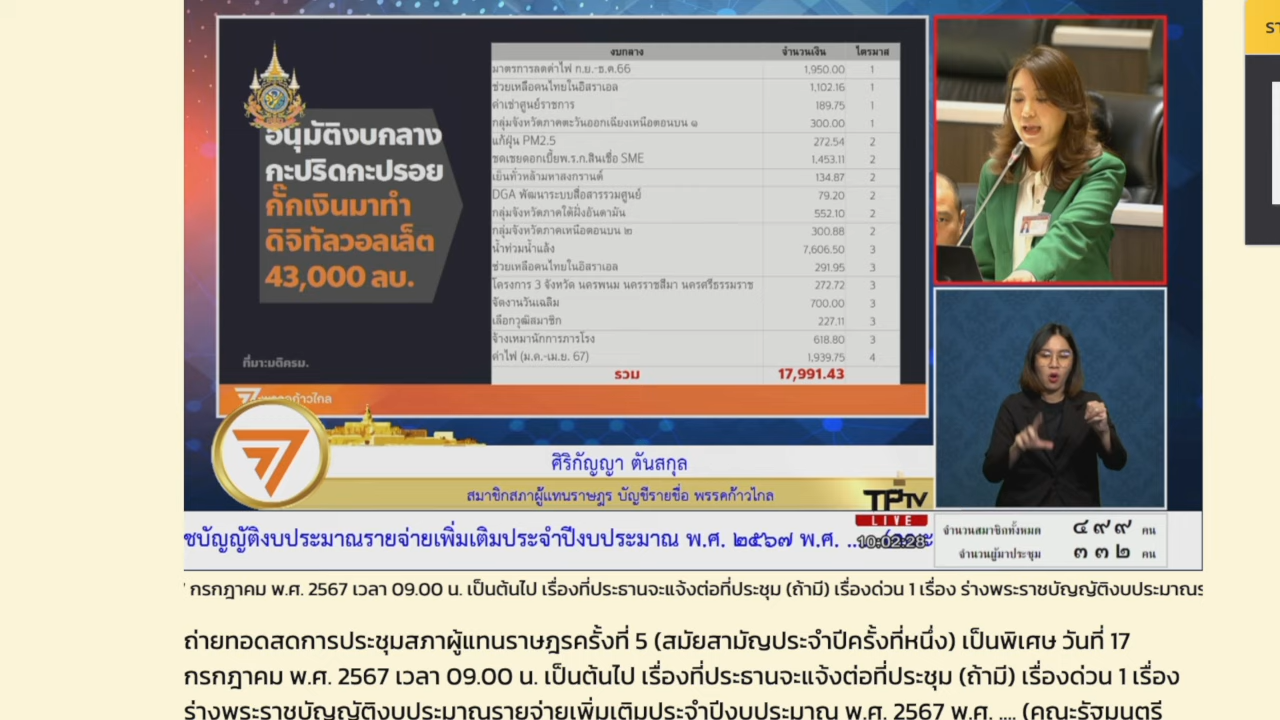 อนุมัติงบกลาง
กะปริดกะปรอย
กั๊กเงินมาทำ
ดิจิทัลวอลเล็ต
43,000 ลบ.
ที่มา:มติครม.
งบกลาง จำนวนเงิน ไตรมาส
มาตรการลดค่าไฟ ก.ย.-ธ.ค.66 1,950.00 1
ช่วยเหลือคนไทยในอิสราเอล 1,102.16 1
ค่าเช่าศูนย์ราชการ 189.75 1
กลุ่มจังหวัดภาคตะวันออกเฉียงเหนือตอนบน ๑ 300.00 1
แก้ฝุ่น PM2.5 272.54 2
ชดเชยดอกเบี้ยพ.ร.ก.สินเชื่อ SME 1,453.11 2
เย็นทั่วหล้ามหาสงกรานต์ 134.87 2
DGA พัฒนาระบบสื่อสารรวมศูนย์ 79.20 2
กลุ่มจังหวัดภาคใต้ฝั่งอันดามัน 552.10 2
กลุ่มจังหวัดภาคเหนือตอนบน ๒ 300.88 2
น้ำท่วมน้ำแล้ง 7,606.50 3
ช่วยเหลือคนไทยในอิสราเอล 291.95 3
โครงการ 3 จังหวัด นครพนม นครราชสีมา นครศรีธรรมราช 272.72 3
จัดงานวันเฉลิม 700.00 3
เลือกวุฒิสมาชิก 227.11 3
จ้างเหมานักการภารโรง 618.80 3
ค่าไฟ (ม.ค.-เม.ย. 67) 1,939.75 4
รวม 17,991.43
ศิริกัญญา ตันสกุล
สมาชิกสภาผู้แทนราษฎร บัญชีรายชื่อ พรรคก้าวไกล
TPTV
LIVE
10:02:28
ชบัญญัติงบประมาณรายจ่ายเพิ่มเติมประจำปีงบประมาณ พ.ศ. ๒๕๖๗ พ.ศ. ....
จำนวนสมาชิกทั้งหมด ๔๙๙ คน
จำนวนผู้มาประชุม ๓๓๒ คน
กรกฎาคม พ.ศ. 2567 เวลา 09.00 น. เป็นต้นไป เรื่องที่ประธานจะแจ้งต่อที่ประชุม (ถ้ามี) เรื่องด่วน 1 เรื่อง ร่างพระราชบัญญัติงบประมาณร
ถ่ายทอดสดการประชุมสภาผู้แทนราษฎรครั้งที่ 5 (สมัยสามัญประจำปีครั้งที่หนึ่ง) เป็นพิเศษ วันที่ 17
กรกฎาคม พ.ศ. 2567 เวลา 09.00 น. เป็นต้นไป เรื่องที่ประธานจะแจ้งต่อที่ประชุม (ถ้ามี) เรื่องด่วน 1 เรื่อง
ร่างพระราชบัญญัติงบประมาณรายจ่ายเพิ่มเติมประจำปีงบประมาณ พ.ศ. 2567 พ.ศ. .... (คณะรัฐมนตรี